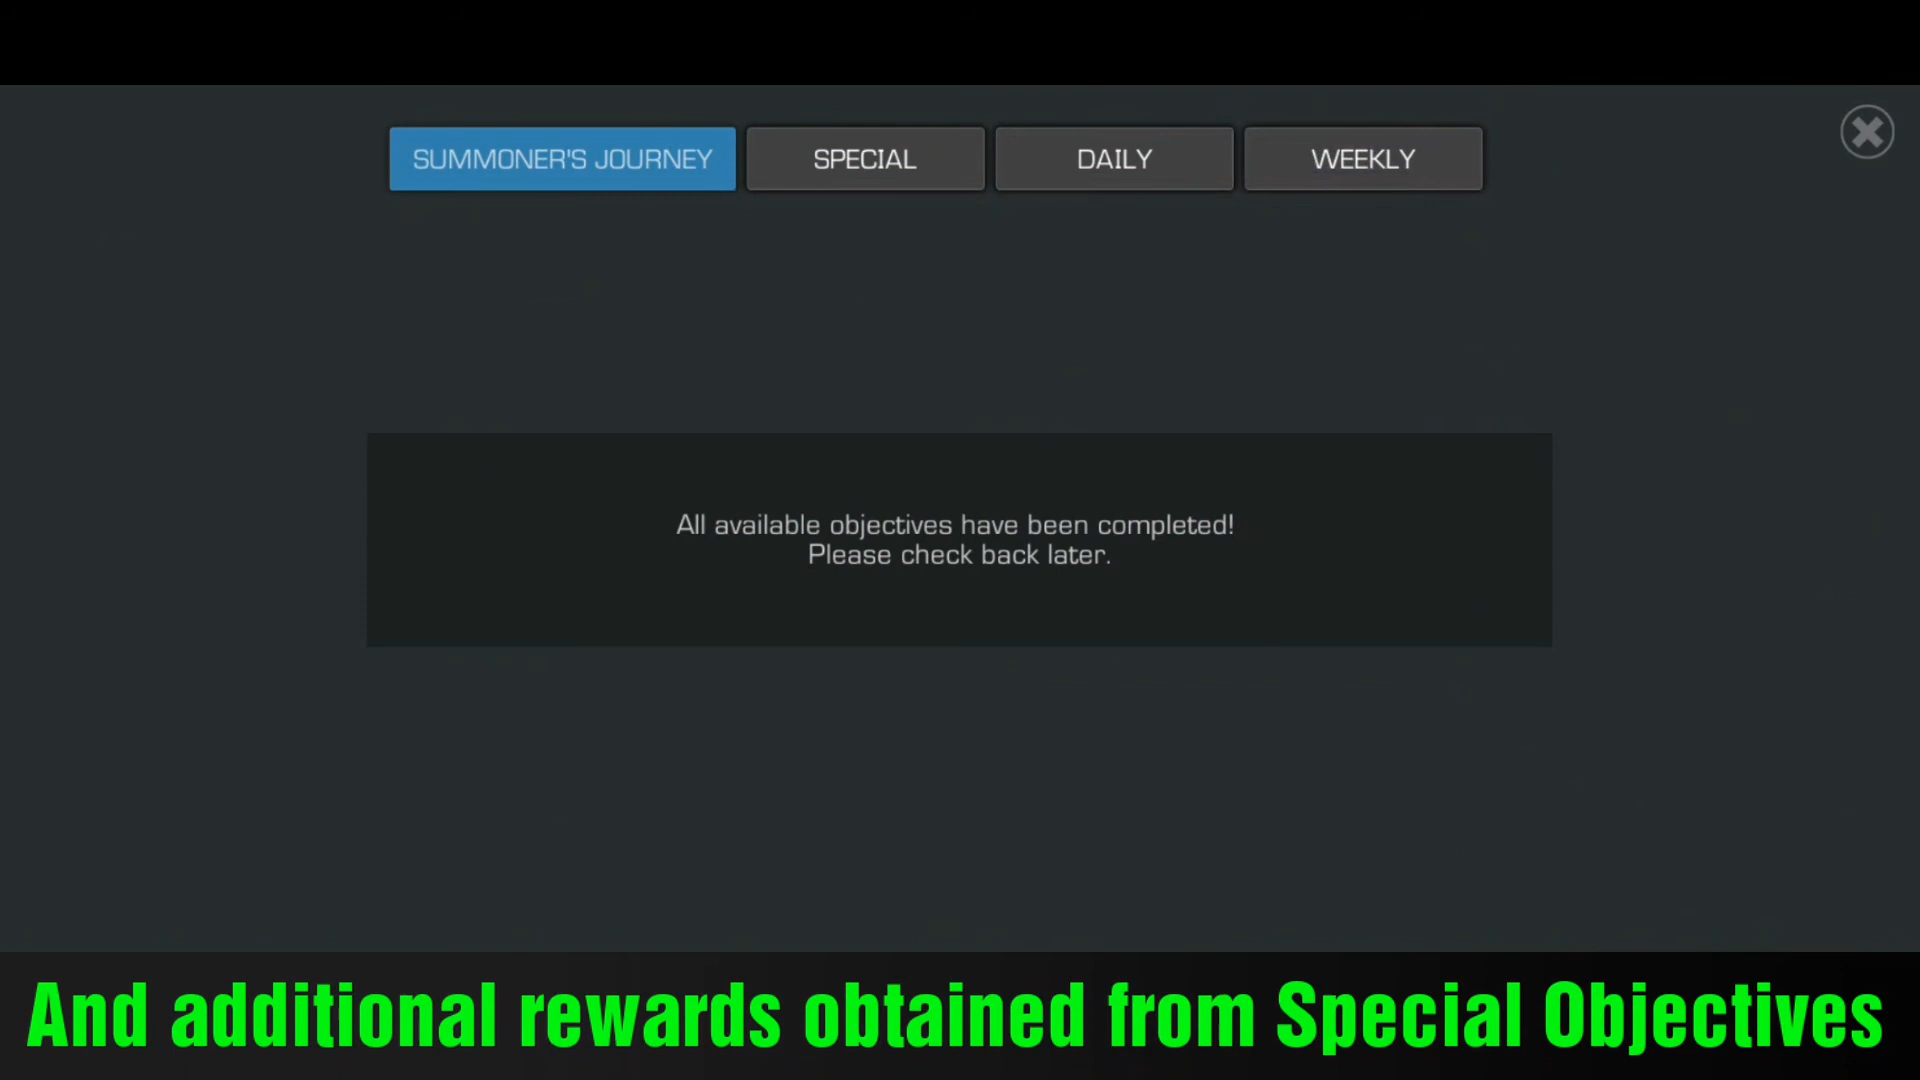 SUMMONER'S JOURNEY
SPECIAL
DAILY
WEEKLY
All available objectives have been completed!
Please check back later.
And additional rewards obtained from Special Objectives